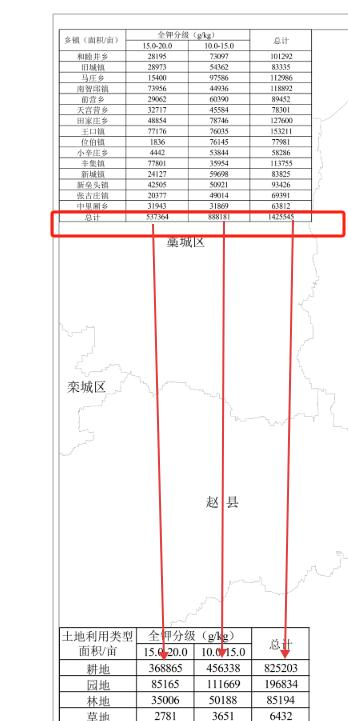 乡镇（面积/亩） 全钾分级（g/kg） 总计
15.0-20.0 10.0-15.0
和睦井乡 28195 73097 101292
旧城镇 28973 54362 83335
马庄乡 15400 97586 112986
南智邱镇 73956 44936 118892
前营乡 29062 60390 89452
天宫营乡 32717 45584 78301
田家庄乡 48854 78746 127600
王口镇 77176 76035 153211
位伯镇 1836 76145 77981
小辛庄乡 4442 53844 58286
辛集镇 77801 35954 113755
新城镇 24127 59698 83825
新垒头镇 42505 50921 93426
张古庄镇 20377 49014 69391
中里厢乡 31943 31869 63812
总计 537364 888181 1425545
藁城区
栾城区
赵 县
土地利用类型 全钾分级（g/kg） 总计
面积/亩 15.0-20.0 10.0-15.0
耕地 368865 456338 825203
园地 85165 111669 196834
林地 35006 50188 85194
草地 2781 3651 6432